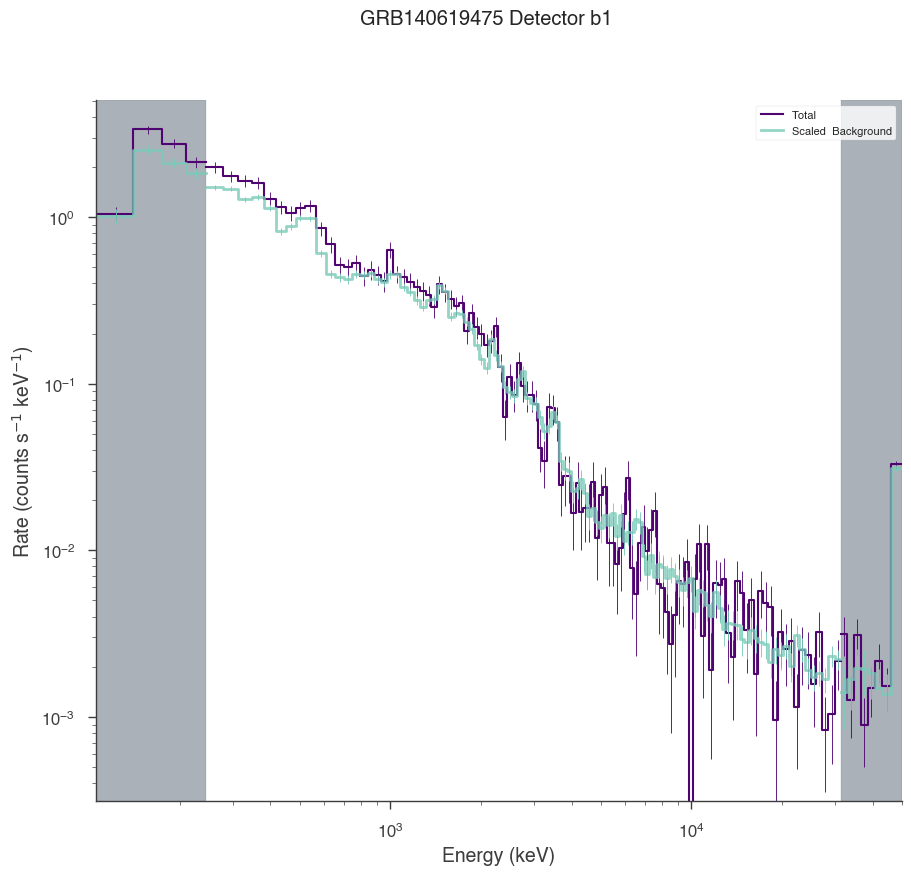 GRB140619475 Detector b1
Total
Scaled  Background
Rate (counts s⁻¹ keV⁻¹)
10⁰
10⁻¹
10⁻²
10⁻³
10³
10⁴
Energy (keV)